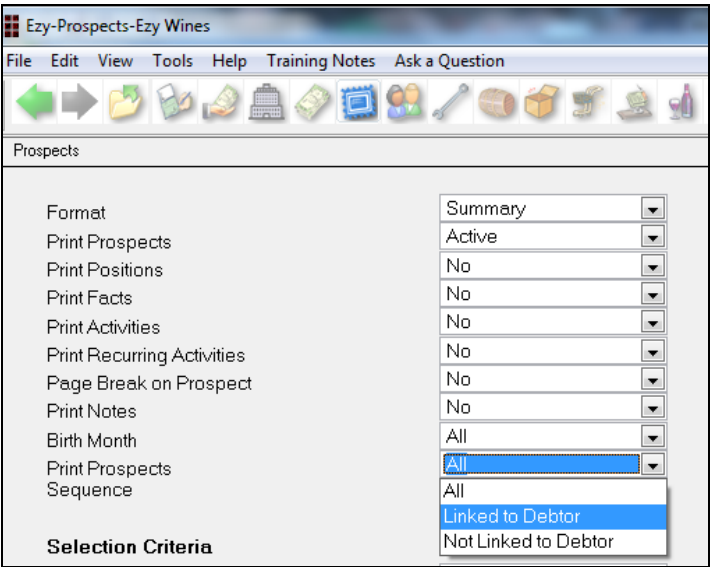 Ezy-Prospects-Ezy Wines
File Edit View Tools Help Training Notes Ask a Question
Prospects
Format Summary
Print Prospects Active
Print Positions No
Print Facts No
Print Activities No
Print Recurring Activities No
Page Break on Prospect No
Print Notes No
Birth Month All
Print Prospects All
Sequence All
Linked to Debtor
Selection Criteria Not Linked to Debtor